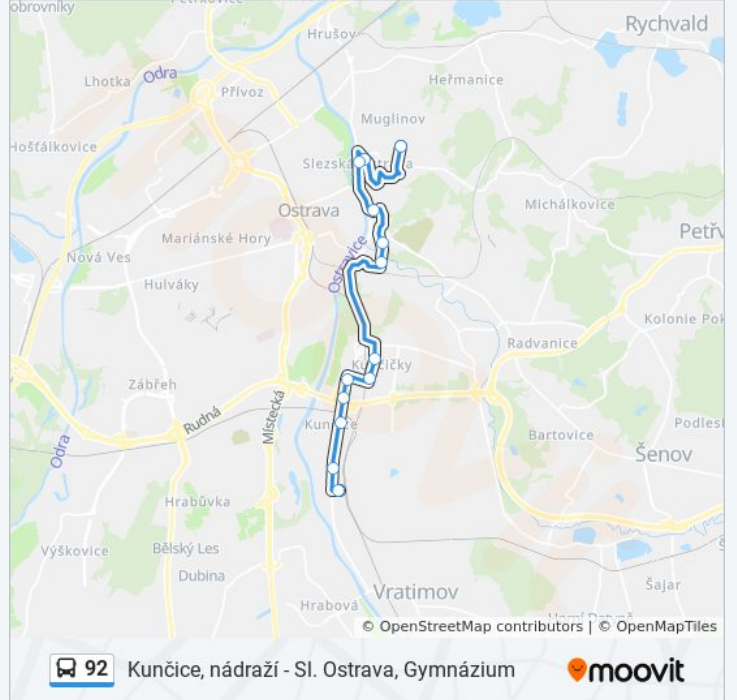 obrovníky
Petřkovice
Rychvald
Hrušov
Odra
Lhotka
Heřmanice
Přívoz
Muglinov
Hošťálkovice
Slezská Ostrava
Ostrava
Michálkovice
Mariánské Hory
Petřv
Nová Ves
Ostravice
Hulváky
Kolonie Pok
Radvanice
Kunčičky
Zábřeh
Rudná
Místecká
Kunčice
Podlesí
Odra
Bartovice
Šenov
Hrabůvka
Výškovice
Bělský Les
Dubina
Šajar
Vratimov
Hrabová
© OpenStreetMap contributors | © OpenMapTiles
92 Kunčice, nádraží - Sl. Ostrava, Gymnázium moovit